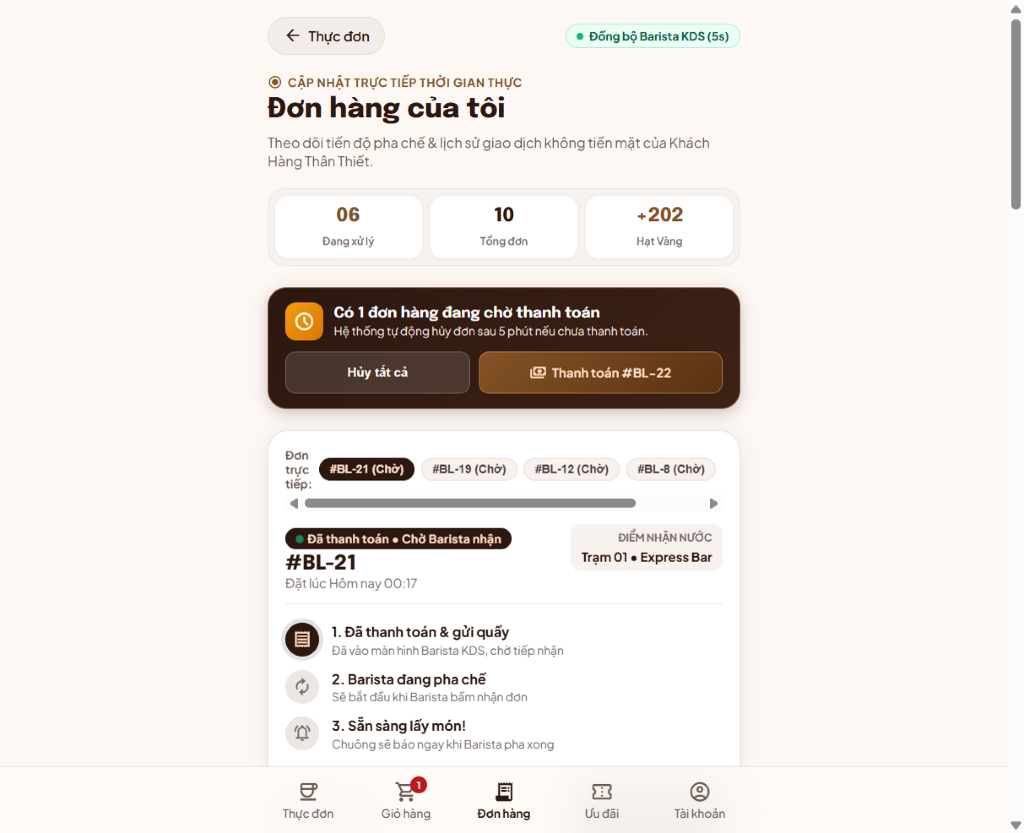 Thực đơn
Đồng bộ Barista KDS (5s)
CẬP NHẬT TRỰC TIẾP THỜI GIAN THỰC
Đơn hàng của tôi
Theo dõi tiến độ pha chế & lịch sử giao dịch không tiền mặt của Khách
Hàng Thân Thiết.
06
Đang xử lý
10
Tổng đơn
+202
Hạt Vàng
Có 1 đơn hàng đang chờ thanh toán
Hệ thống tự động hủy đơn sau 5 phút nếu chưa thanh toán.
Hủy tất cả
Thanh toán #BL-22
Đơn
trực
tiếp:
#BL-21 (Chờ)
#BL-19 (Chờ)
#BL-12 (Chờ)
#BL-8 (Chờ)
Đã thanh toán • Chờ Barista nhận
#BL-21
Đặt lúc Hôm nay 00:17
ĐIỂM NHẬN NƯỚC
Trạm 01 • Express Bar
1. Đã thanh toán & gửi quầy
Đã vào màn hình Barista KDS, chờ tiếp nhận
2. Barista đang pha chế
Sẽ bắt đầu khi Barista bấm nhận đơn
3. Sẵn sàng lấy món!
Chuông sẽ báo ngay khi Barista pha xong
Thực đơn
1
Giỏ hàng
Đơn hàng
Ưu đãi
Tài khoản